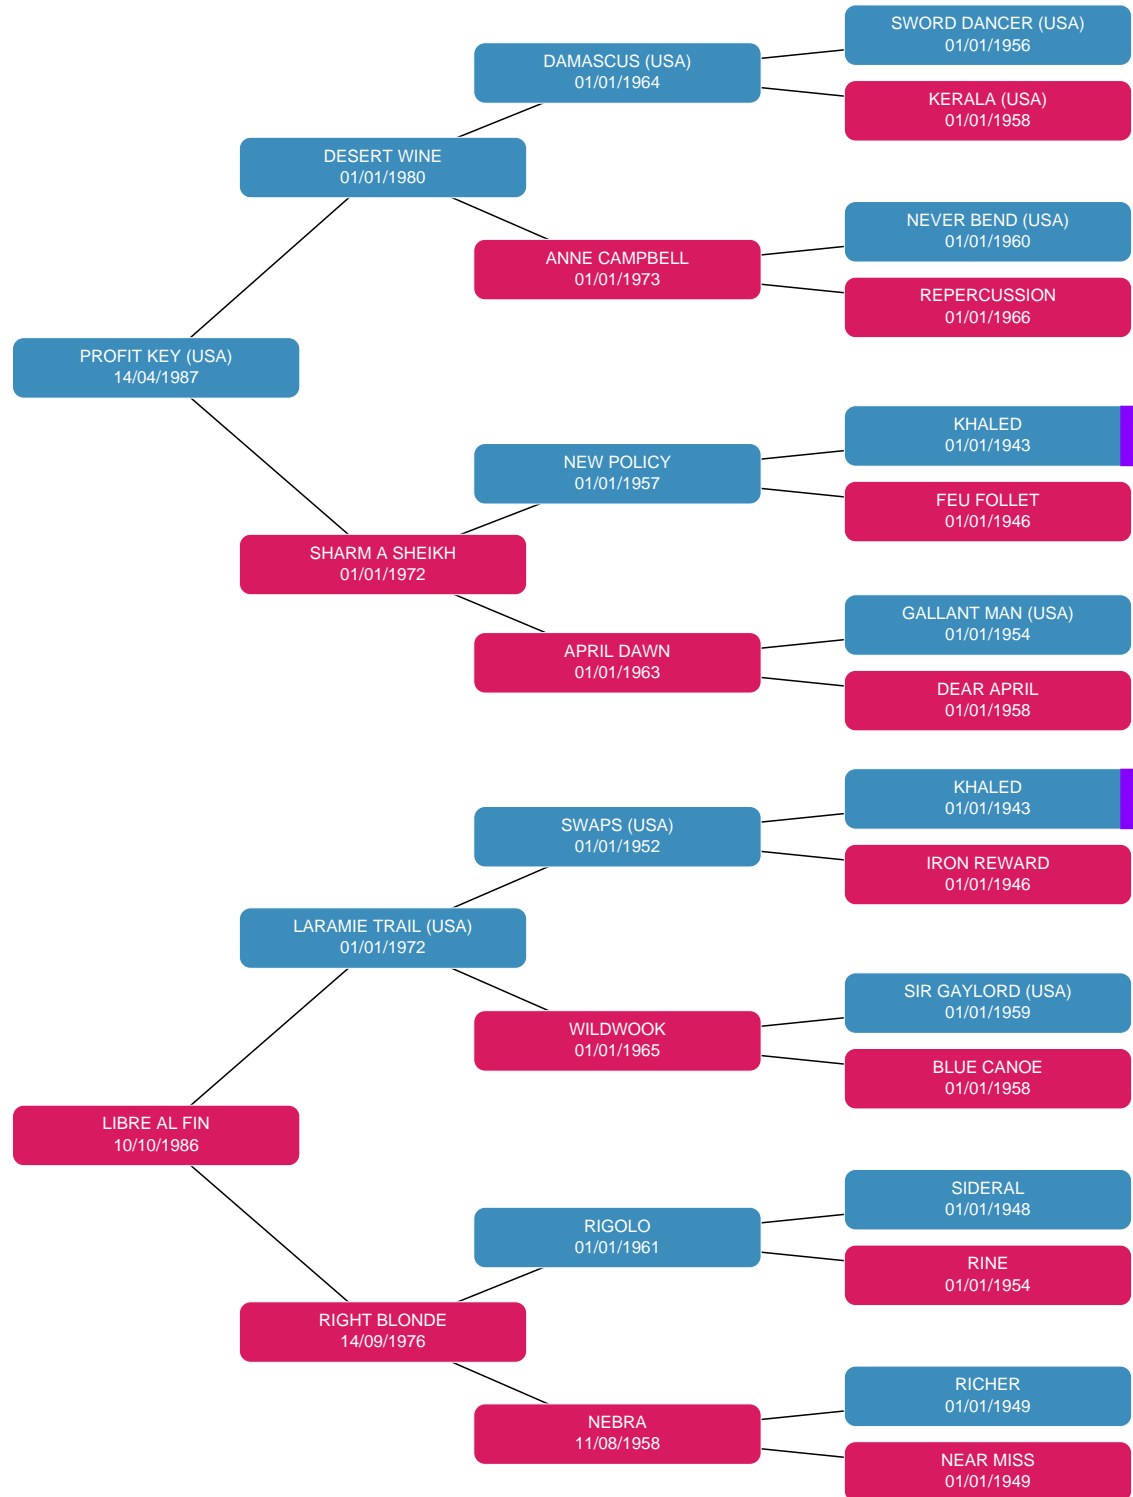 SWORD DANCER (USA)
01/01/1956
DAMASCUS (USA)
01/01/1964
KERALA (USA)
01/01/1958
DESERT WINE
01/01/1980
NEVER BEND (USA)
01/01/1960
ANNE CAMPBELL
01/01/1973
REPERCUSSION
01/01/1966
PROFIT KEY (USA)
14/04/1987
KHALED
01/01/1943
NEW POLICY
01/01/1957
FEU FOLLET
01/01/1946
SHARM A SHEIKH
01/01/1972
GALLANT MAN (USA)
01/01/1954
APRIL DAWN
01/01/1963
DEAR APRIL
01/01/1958
KHALED
01/01/1943
SWAPS (USA)
01/01/1952
IRON REWARD
01/01/1946
LARAMIE TRAIL (USA)
01/01/1972
SIR GAYLORD (USA)
01/01/1959
WILDWOOK
01/01/1965
BLUE CANOE
01/01/1958
LIBRE AL FIN
10/10/1986
SIDERAL
01/01/1948
RIGOLO
01/01/1961
RINE
01/01/1954
RIGHT BLONDE
14/09/1976
RICHER
01/01/1949
NEBRA
11/08/1958
NEAR MISS
01/01/1949